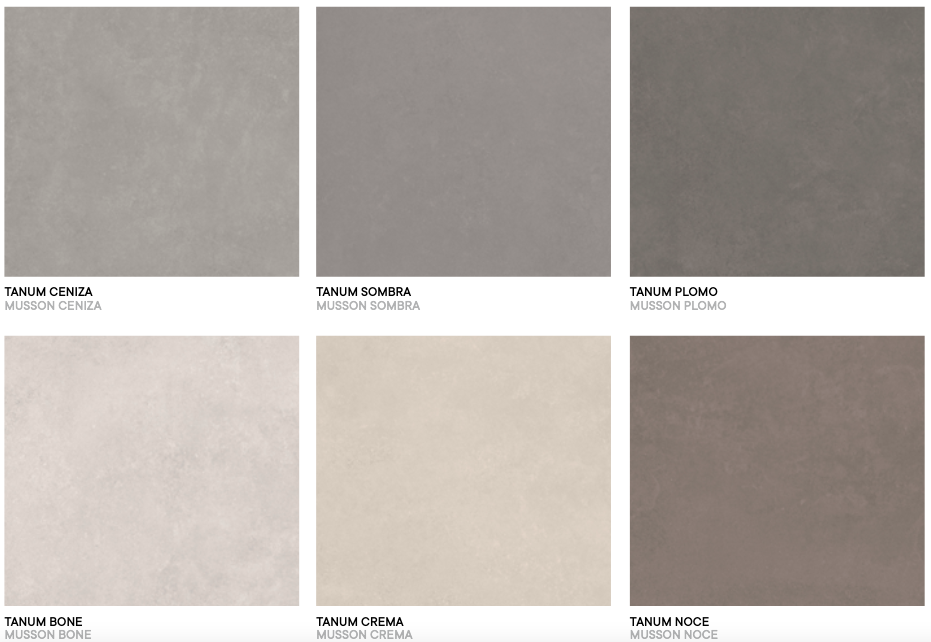 TANUM CENIZA
MUSSON CENIZA
TANUM SOMBRA
MUSSON SOMBRA
TANUM PLOMO
MUSSON PLOMO
TANUM BONE
MUSSON BONE
TANUM CREMA
MUSSON CREMA
TANUM NOCE
MUSSON NOCE